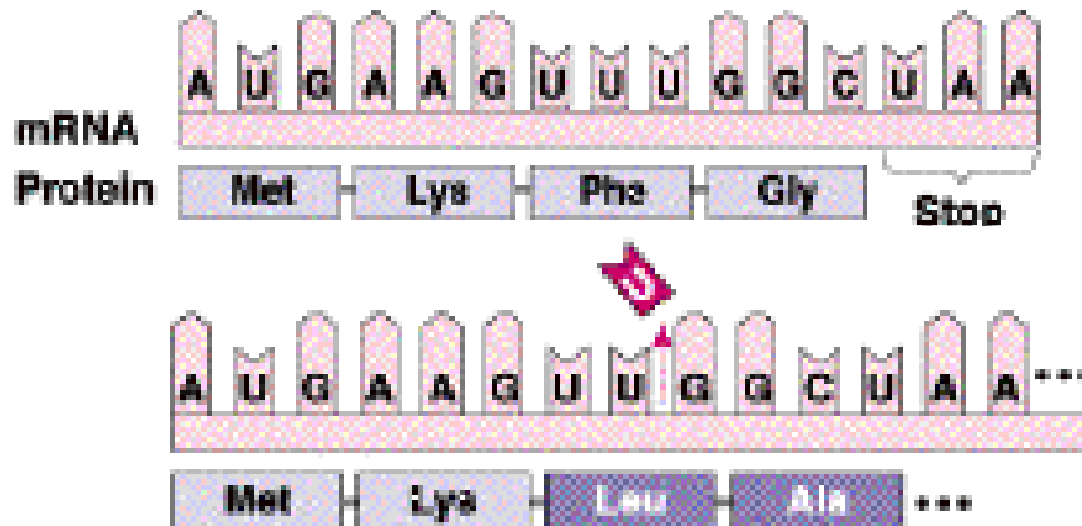 A U G A A G U U U G G C U A A
mRNA
Protein Met Lys Phe Gly
Stop
U
A U G A A G U U G G C U A A ...
Met Lys Leu Ala ...